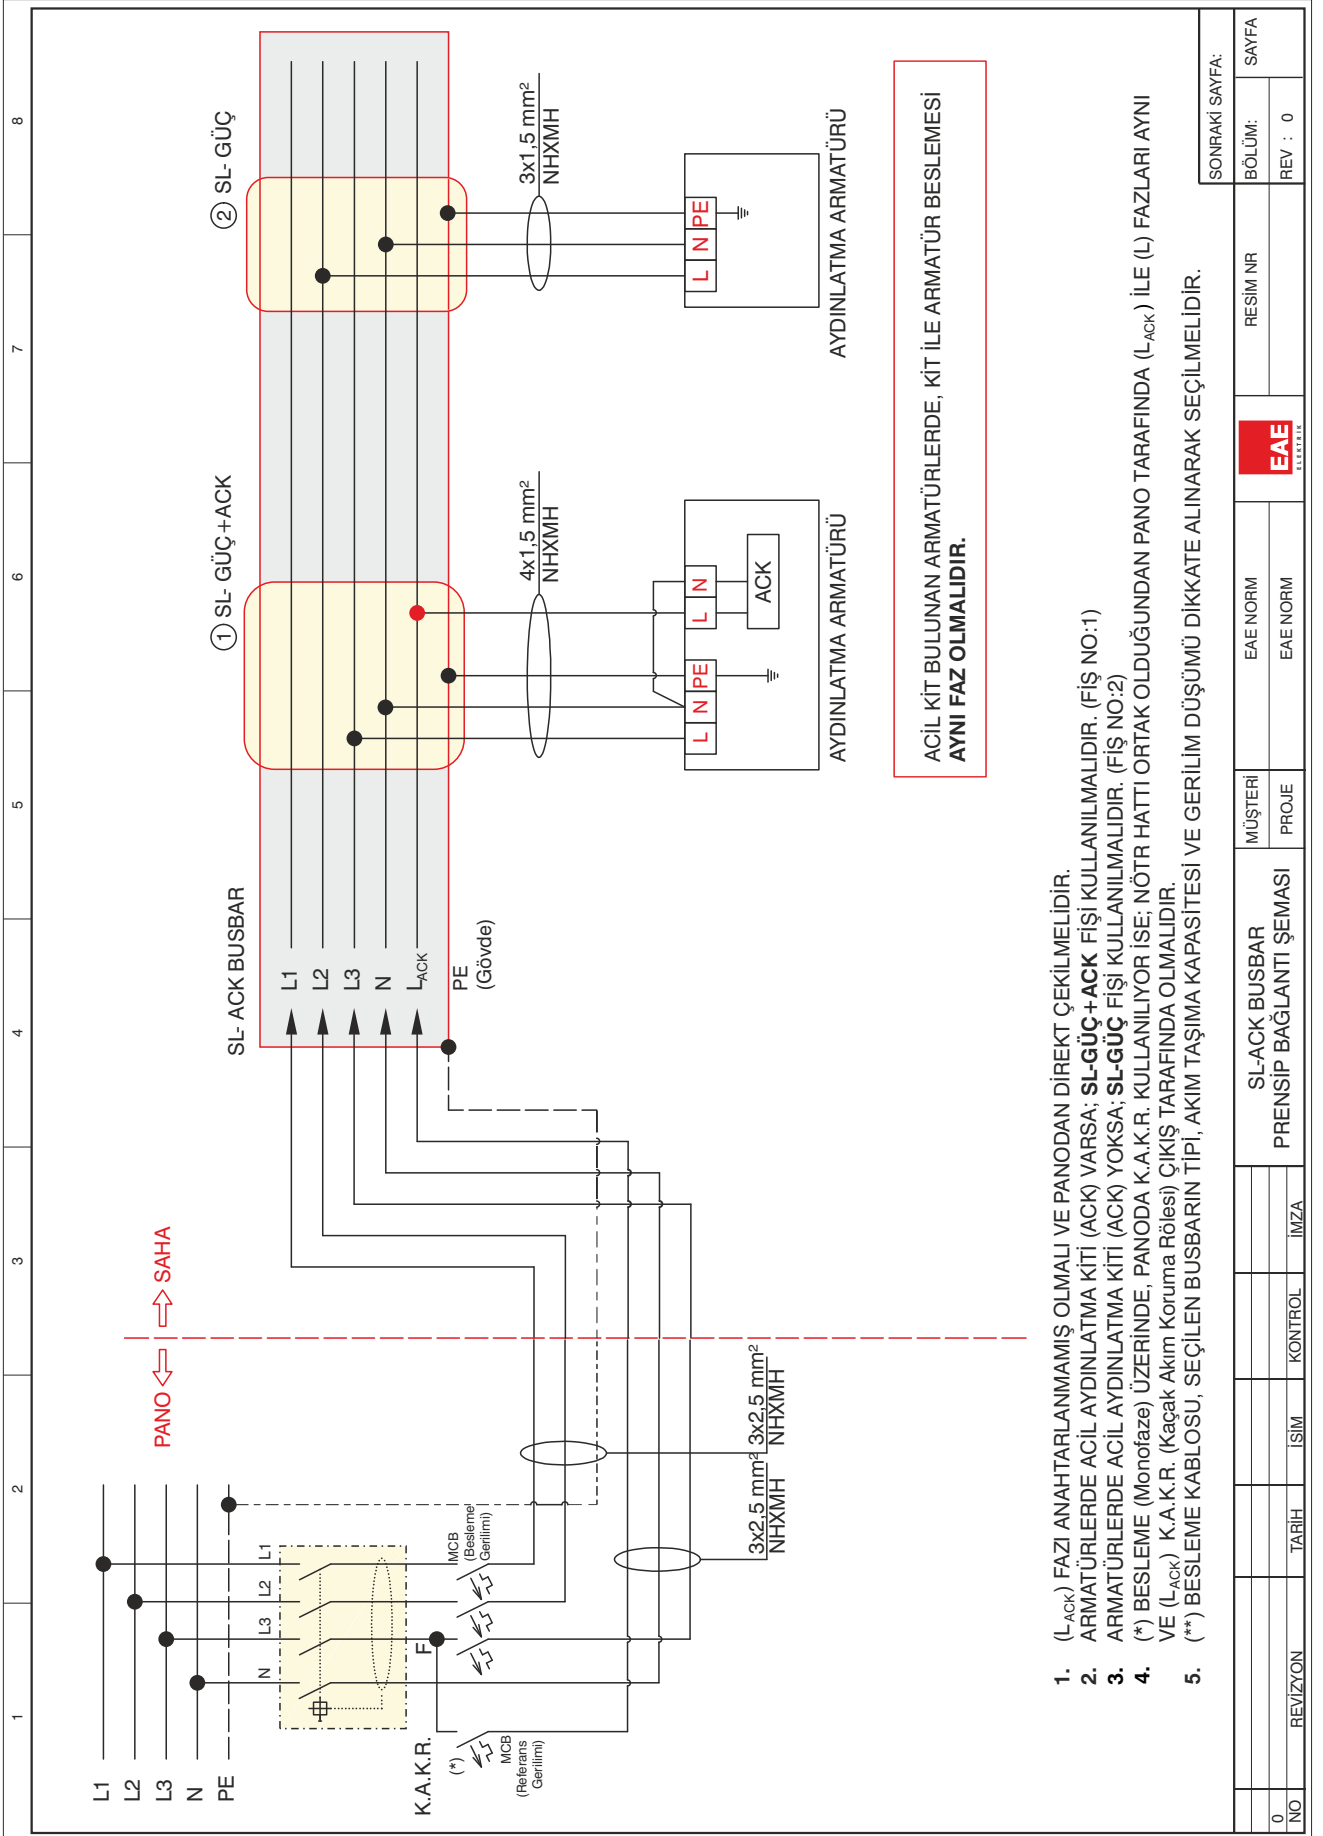 1 2 3 4 5 6 7 8
L1
L2
L3
N
PE
PANO
SAHA
N
L3
L2
L1
K.A.K.R.
F
(*)
MCB
(Referans
Gerilimi)
MCB
(Besleme
Gerilimi)
3x2,5 mm²
NHXMH
3x2,5 mm²
NHXMH
SL- ACK BUSBAR
L1
L2
L3
N
LACK
PE
(Gövde)
1 SL- GÜÇ+ACK
4x1,5 mm²
NHXMH
L N PE L N
ACK
AYDINLATMA ARMATÜRÜ
2 SL- GÜÇ
3x1,5 mm²
NHXMH
L N PE
AYDINLATMA ARMATÜRÜ
ACİL KİT BULUNAN ARMATÜRLERDE, KİT İLE ARMATÜR BESLEMESİ
AYNI FAZ OLMALIDIR.
1. (LACK) FAZI ANAHTARLANMAMIŞ OLMALI VE PANODAN DİREKT ÇEKİLMELİDİR.
2. ARMATÜRLERDE ACİL AYDINLATMA KİTİ (ACK) VARSA; SL-GÜÇ+ACK FİŞİ KULLANILMALIDIR. (FİŞ NO:1)
3. ARMATÜRLERDE ACİL AYDINLATMA KİTİ (ACK) YOKSA; SL-GÜÇ FİŞİ KULLANILMALIDIR. (FİŞ NO:2)
4. (*) BESLEME (Monofaze) ÜZERİNDE, PANODA K.A.K.R. KULLANILIYOR İSE; NÖTR HATTI ORTAK OLDUĞUNDAN PANO TARAFINDA (LACK) İLE (L) FAZLARI AYNI
VE (LACK) K.A.K.R. (Kaçak Akım Koruma Rölesi) ÇIKIŞ TARAFINDA OLMALIDIR.
5. (**) BESLEME KABLOSU, SEÇİLEN BUSBARIN TİPİ, AKIM TAŞIMA KAPASİTESİ VE GERİLİM DÜŞÜMÜ DİKKATE ALINARAK SEÇİLMELİDİR.
SONRAKİ SAYFA:
0
NO
REVİZYON
TARİH
İSİM
KONTROL
İMZA
SL-ACK BUSBAR
PRENSİP BAĞLANTI ŞEMASI
MÜŞTERİ
EAE NORM
PROJE
EAE NORM
EAE
ELEKTRİK
RESİM NR
BÖLÜM:
SAYFA
REV : 0